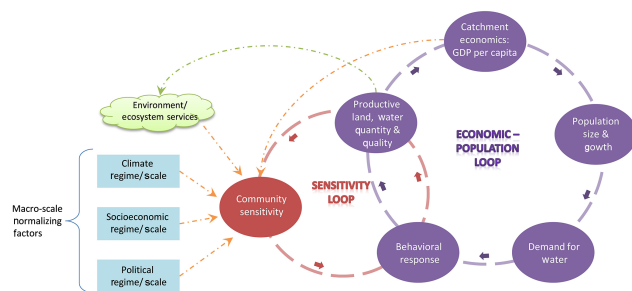 Catchment
economics:
GDP per capita
Environment/
ecosystem services
Productive
land, water
quantity &
quality
ECONOMIC –
POPULATION
LOOP
Population
size & gowth
Climate
regime/scale
Macro-scale
normalizing
factors
Socioeconomic
regime/scale
Community
sensitivity
SENSITIVITY
LOOP
Political
regime/scale
Behavioral
response
Demand for
water